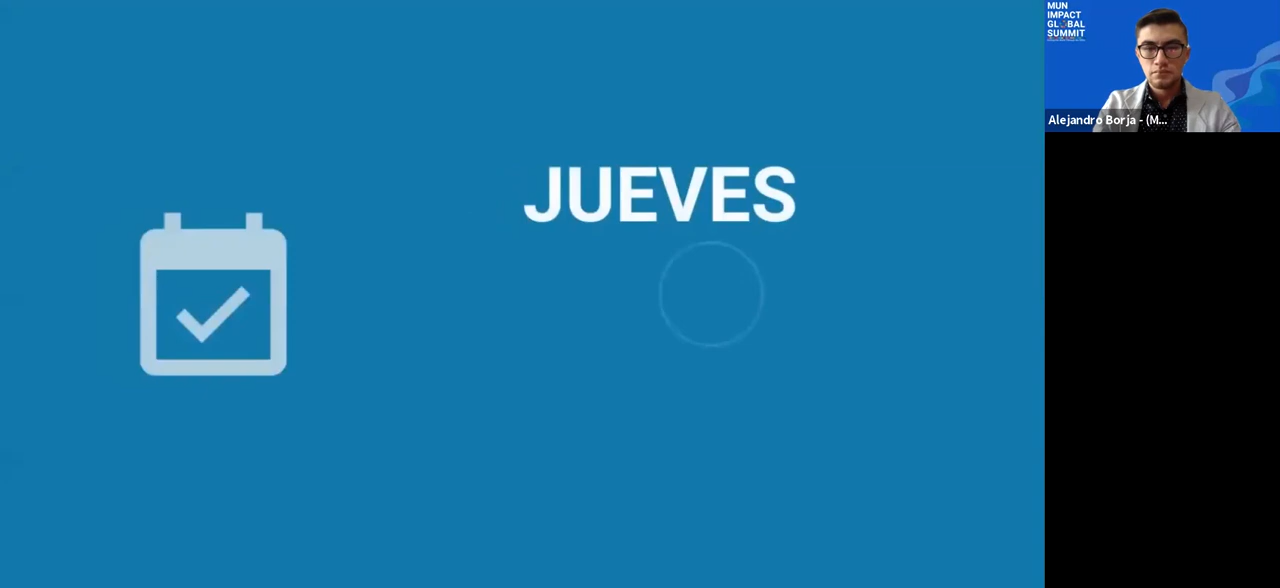 JUEVES
MUN
IMPACT
GLOBAL
SUMMIT
Alejandro Borja - (M...